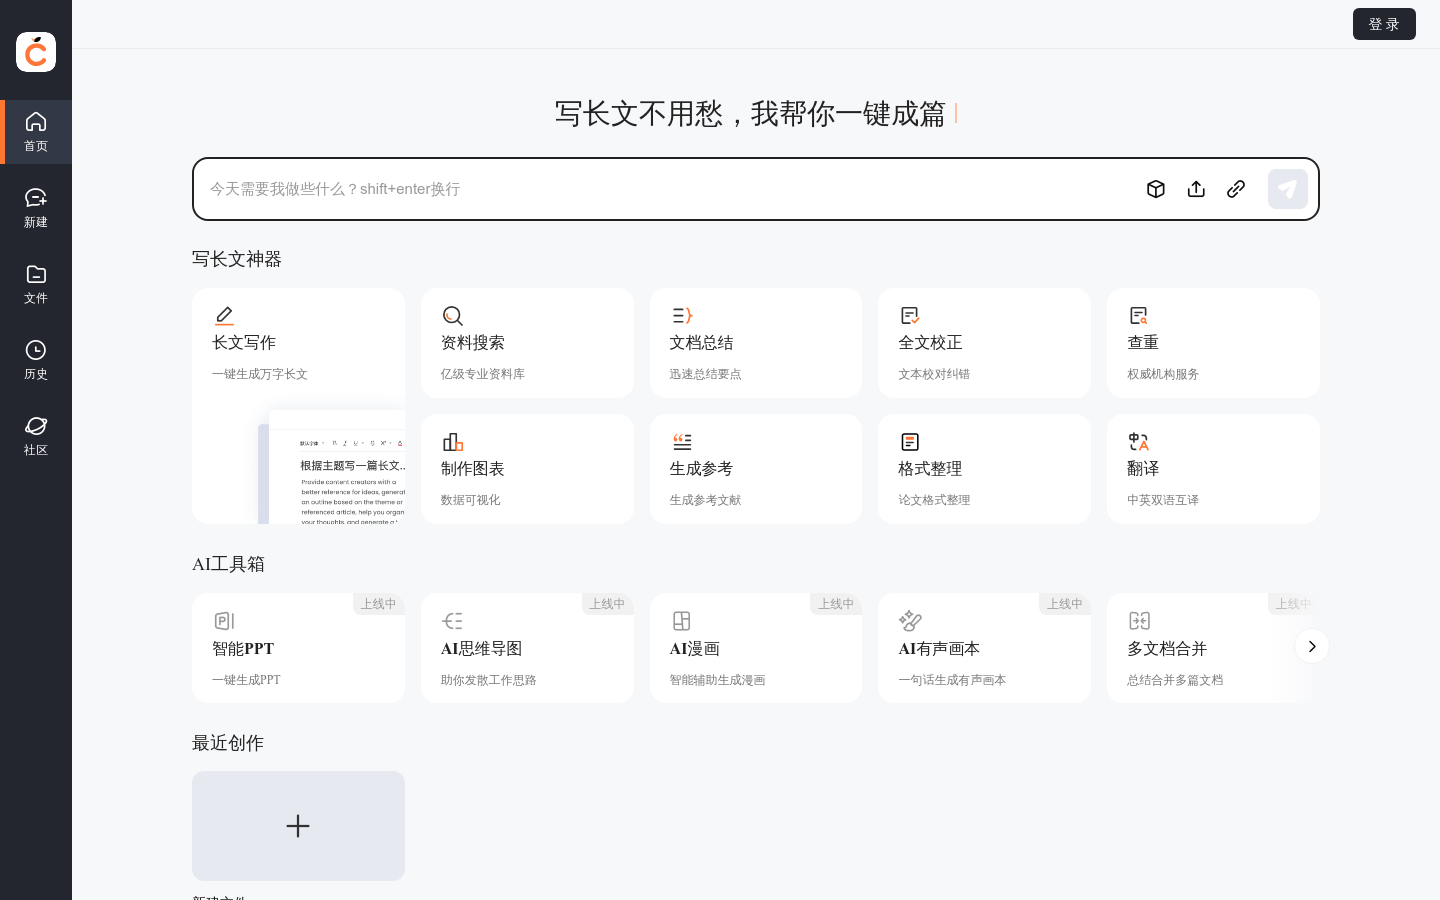 登 录
首页
新建
文件
历史
社区
写长文不用愁，我帮你一键成篇
今天需要我做些什么？shift+enter换行
写长文神器
长文写作
一键生成万字长文
根据主题写一篇长文...
Provide content creators with a
better reference for ideas, generat
an outline based on the theme or
referenced article, help you organ
your thoughts, and generate a
资料搜索
亿级专业资料库
文档总结
迅速总结要点
全文校正
文本校对纠错
查重
权威机构服务
制作图表
数据可视化
生成参考
生成参考文献
格式整理
论文格式整理
翻译
中英双语互译
AI工具箱
上线中
智能PPT
一键生成PPT
上线中
AI思维导图
助你发散工作思路
上线中
AI漫画
智能辅助生成漫画
上线中
AI有声画本
一句话生成有声画本
上线中
多文档合并
总结合并多篇文档
最近创作